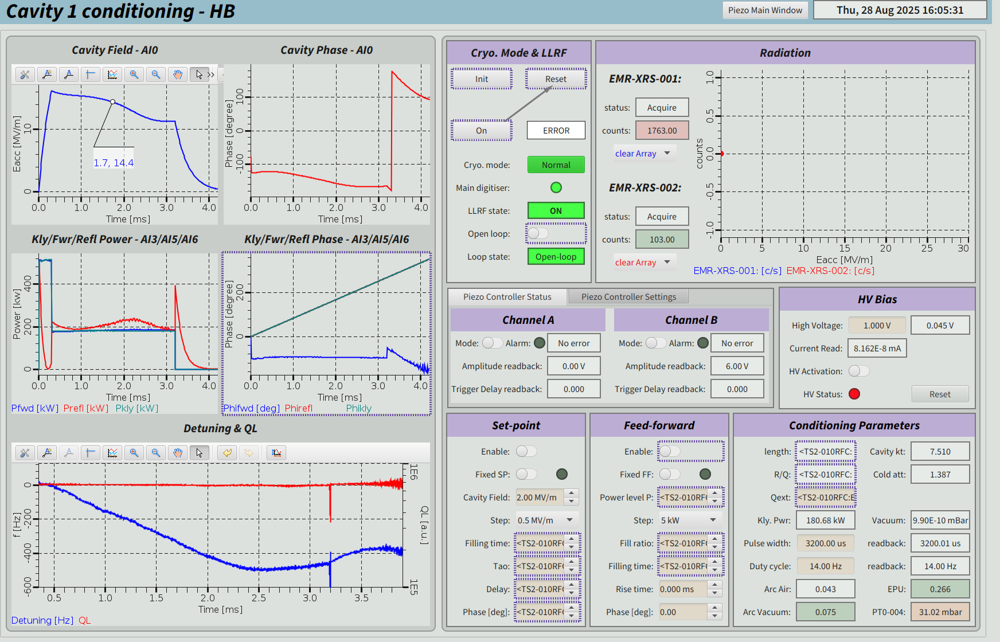 Cavity 1 conditioning - HB
Piezo Main Window
Thu, 28 Aug 2025 16:05:31
Cavity Field - AI0
Eacc [MV/m]
10
0
1.7, 14.4
0.0 1.0 2.0 3.0 4.0
Time [ms]
Cavity Phase - AI0
Phase [degree]
100
0
-100
0.0 1.0 2.0 3.0 4.0
Time [ms]
Kly/Fwr/Refl Power - AI3/AI5/AI6
Power [kw]
400
200
0
0.0 1.0 2.0 3.0 4.0
Time [ms]
Pfwd [kW] Prefl [kW] Pkly [kW]
Kly/Fwr/Refl Phase - AI3/AI5/AI6
Phase [degree]
200
0
0.0 1.0 2.0 3.0 4.0
Time [ms]
Phifwd [deg] Phirefl Phikly
Detuning & QL
f [Hz]
0
-200
-400
-600
1E6
1E5
QL [a.u.]
0.5 1.0 1.5 2.0 2.5 3.0 3.5
Time [ms]
Detuning [Hz] QL
Cryo. Mode & LLRF
Init Reset
On ERROR
Cryo. mode: Normal
Main digitiser:
LLRF state: ON
Open loop:
Loop state: Open-loop
Radiation
EMR-XRS-001:
status: Acquire
counts: 1763.00
clear Array
EMR-XRS-002:
status: Acquire
counts: 103.00
clear Array
counts
1.0
0.5
0.0
-0.5
-1.0
0 5 10 15 20 25 30
Eacc [MV/m]
EMR-XRS-001: [c/s] EMR-XRS-002: [c/s]
Piezo Controller Status Piezo Controller Settings
Channel A
Mode: Alarm: No error
Amplitude readback: 0.00 V
Trigger Delay readback: 0.000
Channel B
Mode: Alarm: No error
Amplitude readback: 6.00 V
Trigger Delay readback: 0.000
HV Bias
High Voltage: 1.000 V 0.045 V
Current Read: 8.162E-8 mA
HV Activation:
HV Status: Reset
Set-point
Enable:
Fixed SP:
Cavity Field: 2.00 MV/m
Step: 0.5 MV/m
Filling time: <TS2-010RF
Tao: <TS2-010RF
Delay: <TS2-010RF
Phase [deg]: <TS2-010RF
Feed-forward
Enable:
Fixed FF:
Power level P: <TS2-010RF
Step: 5 kW
Fill ratio: <TS2-010RF
Filling time: <TS2-010RF
Rise time: 0.000 ms
Phase [deg]: 0.00
Conditioning Parameters
length: <TS2-010RFC: Cavity kt: 7.510
R/Q: <TS2-010RFC: Cold att: 1.387
Qext: <TS2-010RFC:E
Kly. Pwr: 180.68 kW Vacuum: 9.90E-10 mBar
Pulse width: 3200.00 us readback: 3200.01 us
Duty cycle: 14.00 Hz readback: 14.00 Hz
Arc Air: 0.043 EPU: 0.266
Arc Vacuum: 0.075 PT0-004: 31.02 mbar